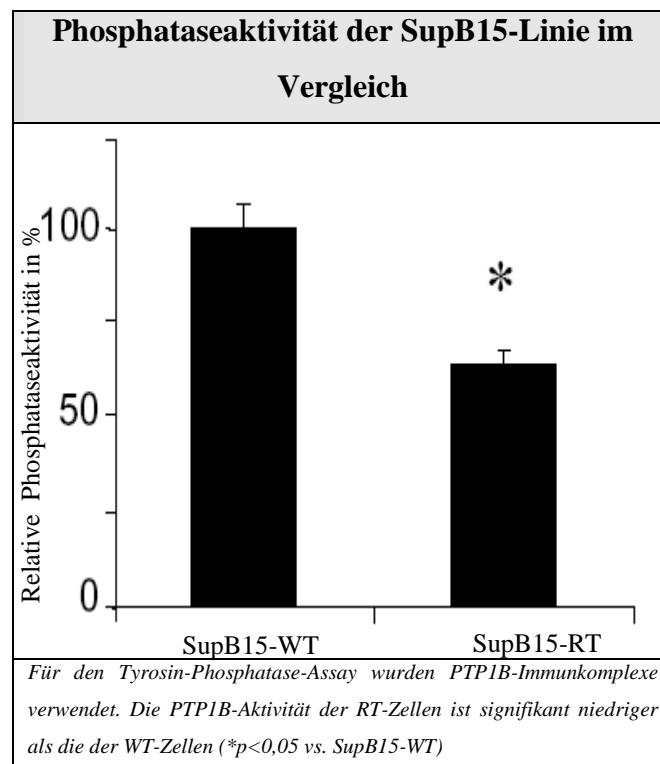 Phosphataseaktivität der SupB15-Linie im
Vergleich
Relative Phosphataseaktivität in %
100
*
50
0
SupB15-WT SupB15-RT
Für den Tyrosin-Phosphatase-Assay wurden PTP1B-Immunkomplexe
verwendet. Die PTP1B-Aktivität der RT-Zellen ist signifikant niedriger
als die der WT-Zellen (*p<0,05 vs. SupB15-WT)